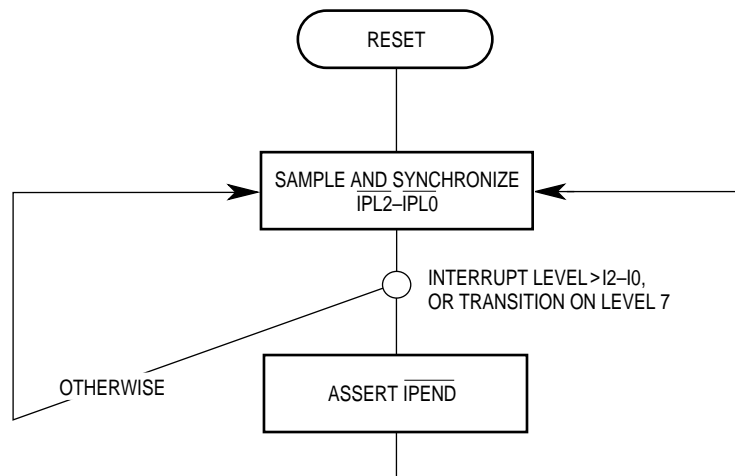 RESET
SAMPLE AND SYNCHRONIZE
IPL2–IPL0
INTERRUPT LEVEL > I2–I0,
OR TRANSITION ON LEVEL 7
OTHERWISE
ASSERT IPEND